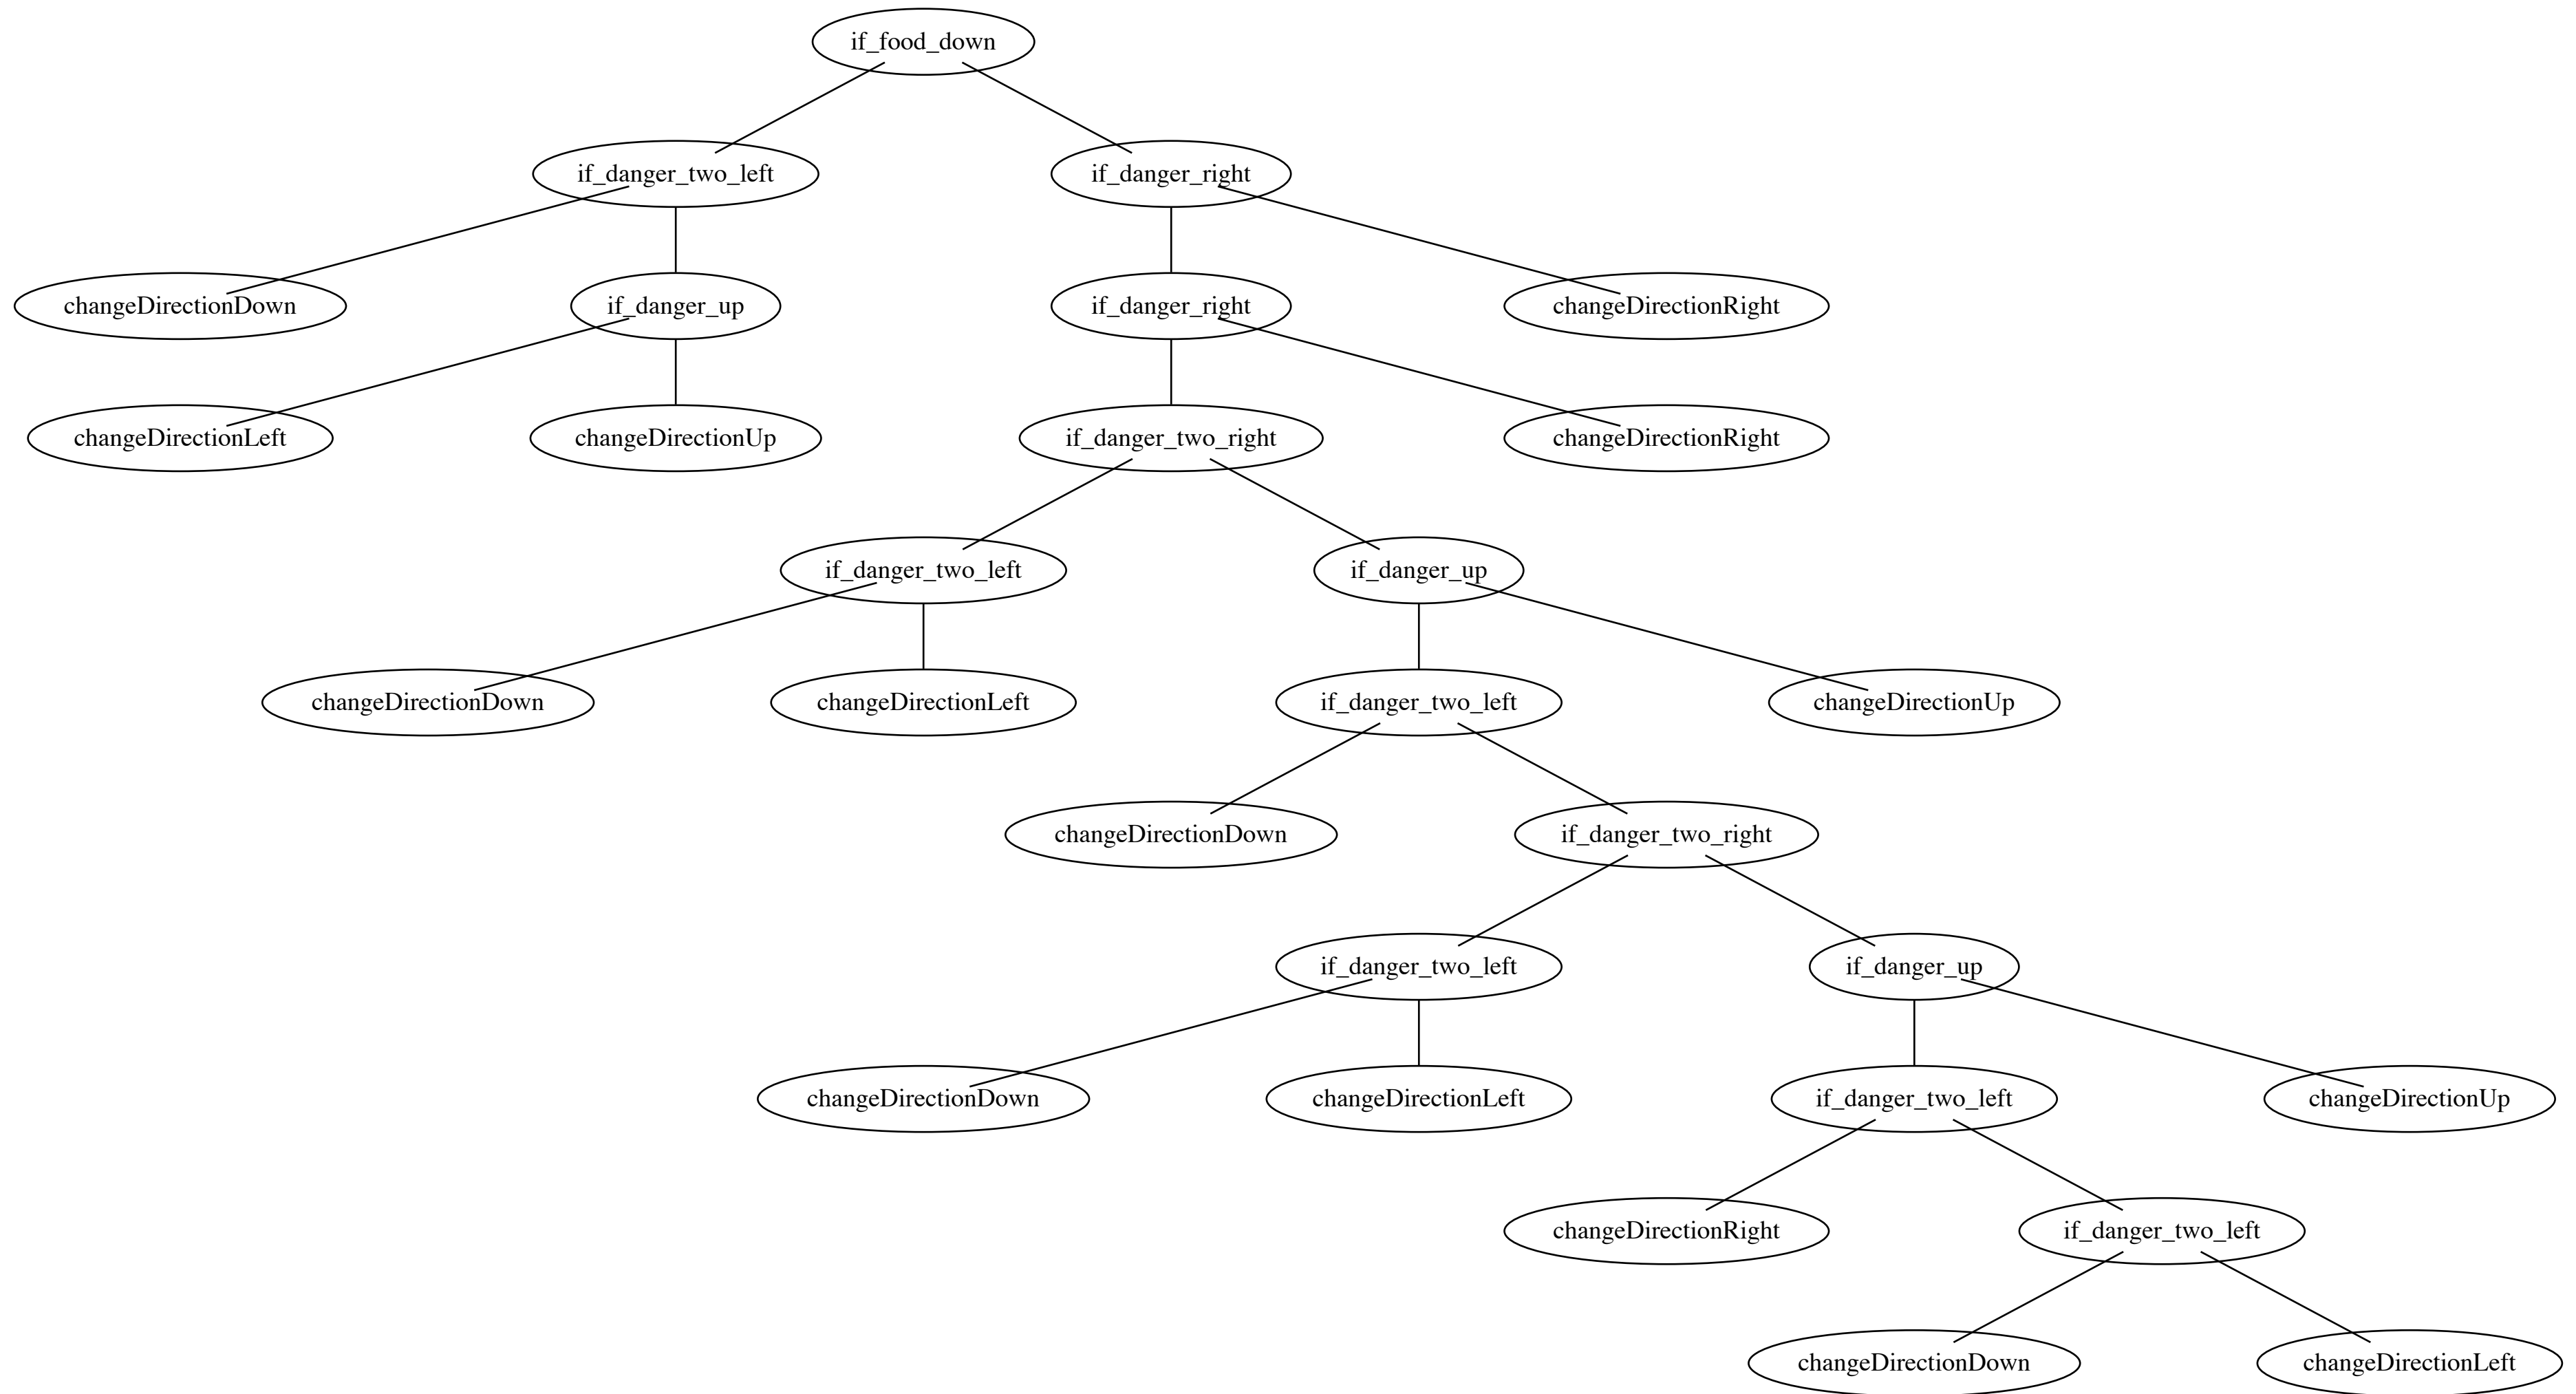 if_food_down
if_danger_two_left
if_danger_right
changeDirectionDown
if_danger_up
if_danger_right
changeDirectionRight
changeDirectionLeft
changeDirectionUp
if_danger_two_right
changeDirectionRight
if_danger_two_left
if_danger_up
changeDirectionDown
changeDirectionLeft
if_danger_two_left
changeDirectionUp
changeDirectionDown
if_danger_two_right
if_danger_two_left
if_danger_up
changeDirectionDown
changeDirectionLeft
if_danger_two_left
changeDirectionUp
changeDirectionRight
if_danger_two_left
changeDirectionDown
changeDirectionLeft